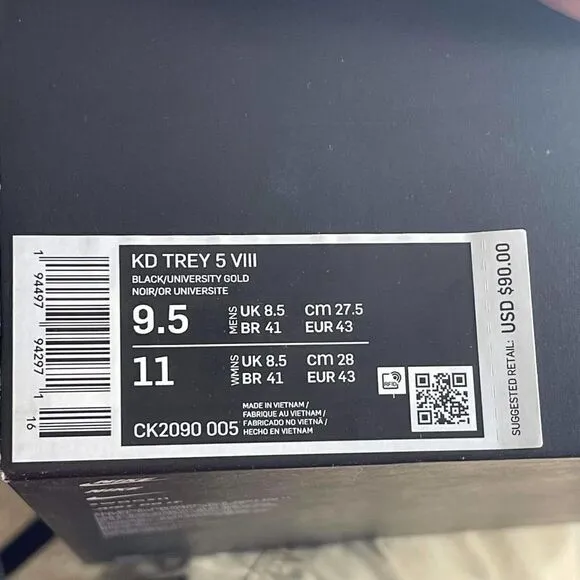 KD TREY 5 VIII
BLACK/UNIVERSITY GOLD
NOIR/OR UNIVERSITE
9.5 MENS UK 8.5 CM 27.5
BR 41 EUR 43
11 WMNS UK 8.5 CM 28
BR 41 EUR 43
RFID
MADE IN VIETNAM /
FABRIQUE AU VIETNAM /
FABRICADO NO VIETNÃ /
HECHO EN VIETNAM
CK2090 005
1 94497 94297 1 16
SUGGESTED RETAIL: USD $90.00